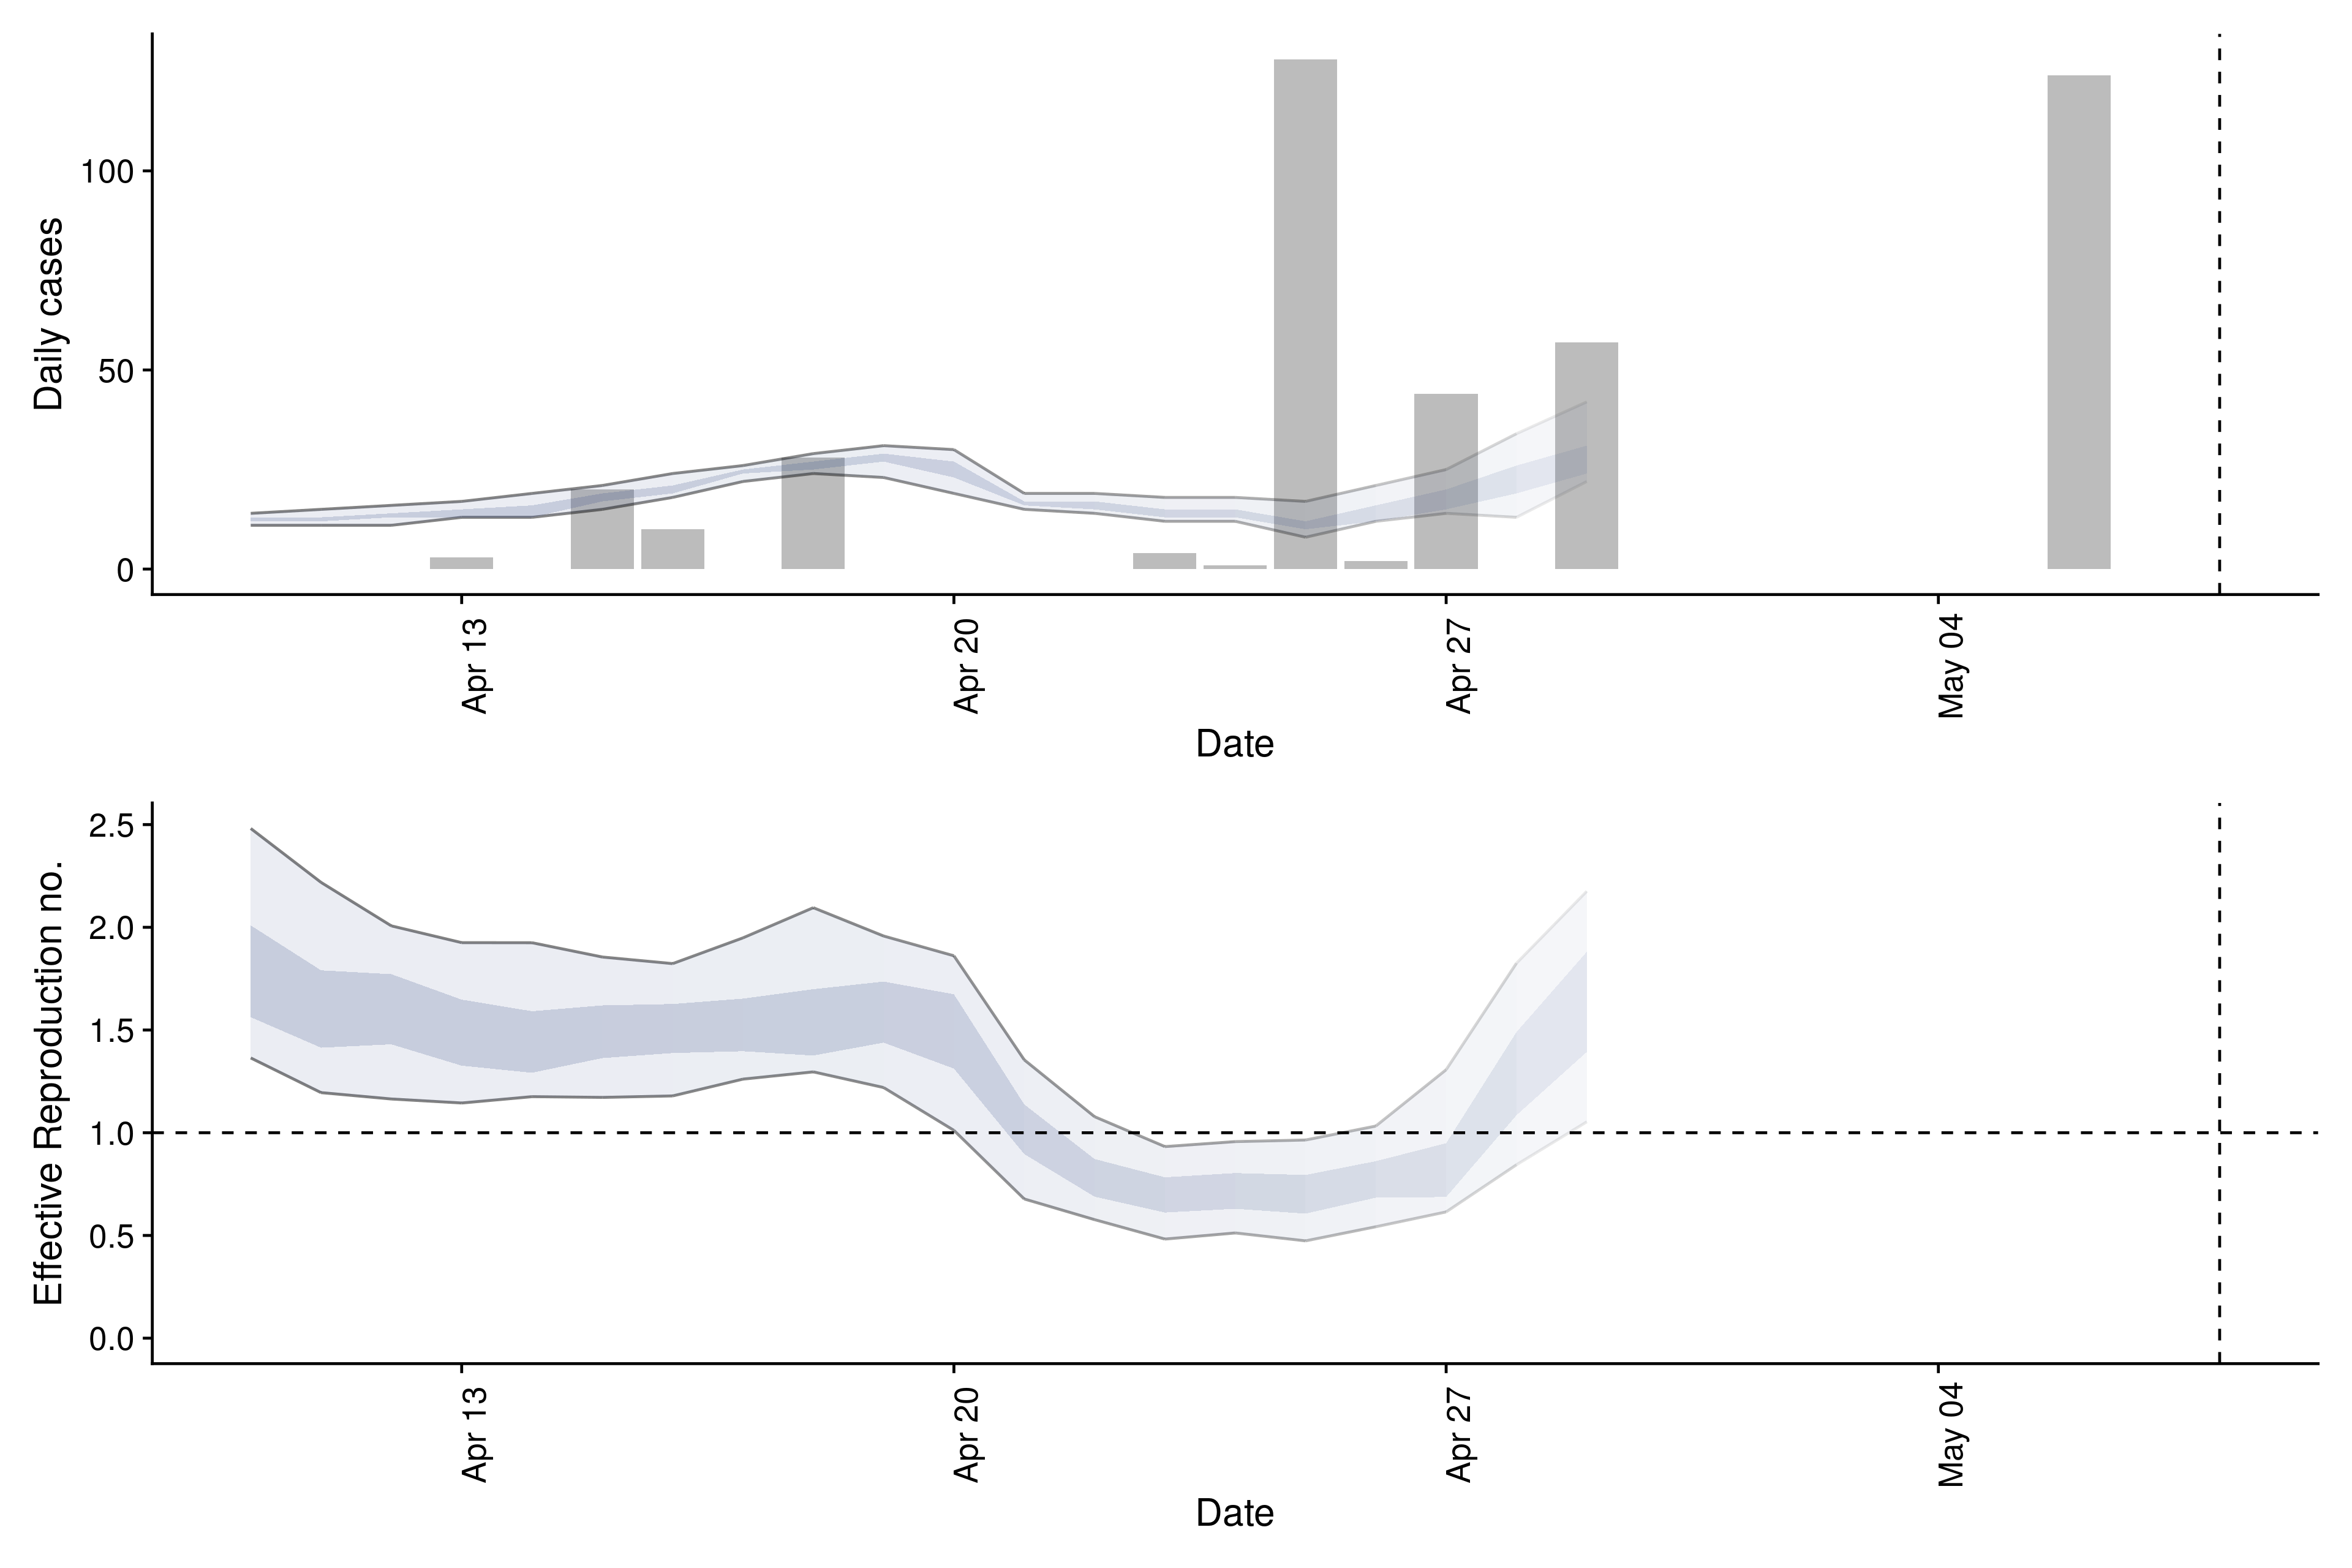 Daily cases
100
50
0
Apr 13
Apr 20
Apr 27
May 04
Date
Effective Reproduction no.
2.5
2.0
1.5
1.0
0.5
0.0
Apr 13
Apr 20
Apr 27
May 04
Date